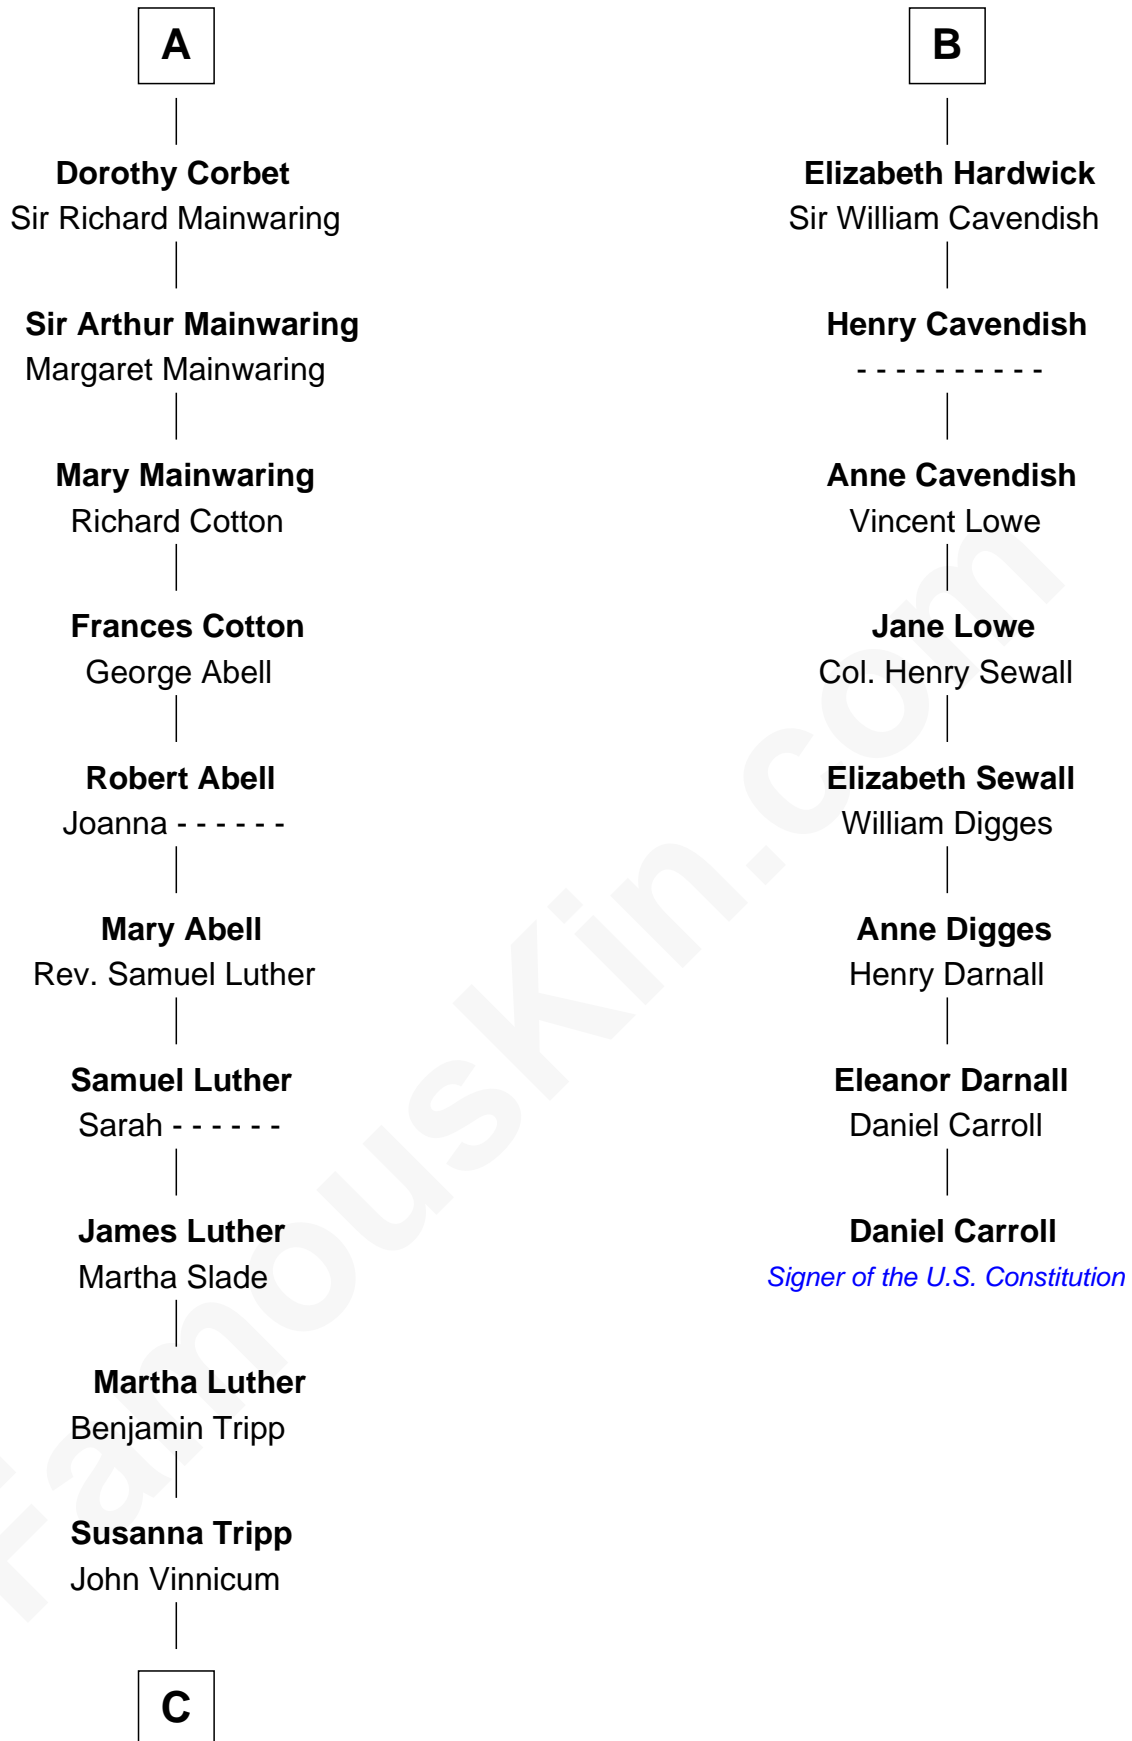 A
Dorothy Corbet
Sir Richard Mainwaring
Sir Arthur Mainwaring
Margaret Mainwaring
Mary Mainwaring
Richard Cotton
Frances Cotton
George Abell
Robert Abell
Joanna - - - - - -
Mary Abell
Rev. Samuel Luther
Samuel Luther
Sarah - - - - - -
James Luther
Martha Slade
Martha Luther
Benjamin Tripp
Susanna Tripp
John Vinnicum
C
B
Elizabeth Hardwick
Sir William Cavendish
Henry Cavendish
- - - - - - - - - -
Anne Cavendish
Vincent Lowe
Jane Lowe
Col. Henry Sewall
Elizabeth Sewall
William Digges
Anne Digges
Henry Darnall
Eleanor Darnall
Daniel Carroll
Daniel Carroll
Signer of the U.S. Constitution
FamousKin.com